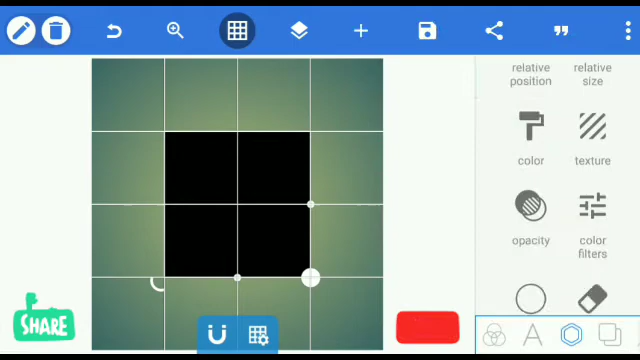 relative
position
relative
size
color
texture
opacity
color
filters
SHARE